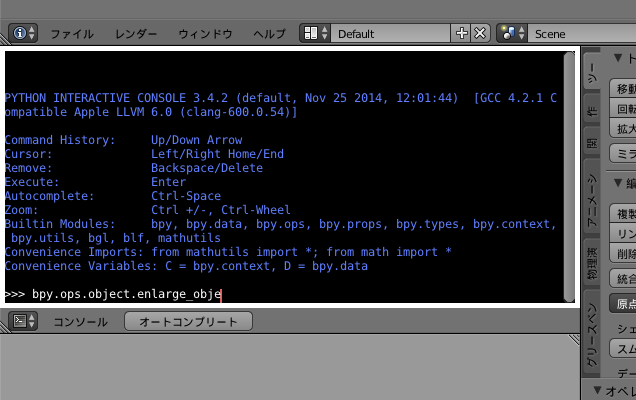 ファイル レンダー ウィンドウ ヘルプ Default Scene
PYTHON INTERACTIVE CONSOLE 3.4.2 (default, Nov 25 2014, 12:01:44)  [GCC 4.2.1 C
ompatible Apple LLVM 6.0 (clang-600.0.54)]
Command History:     Up/Down Arrow
Cursor:              Left/Right Home/End
Remove:              Backspace/Delete
Execute:             Enter
Autocomplete:        Ctrl-Space
Zoom:                Ctrl +/-, Ctrl-Wheel
Builtin Modules:     bpy, bpy.data, bpy.ops, bpy.props, bpy.types, bpy.context,
 bpy.utils, bgl, blf, mathutils
Convenience Imports: from mathutils import *; from math import *
Convenience Variables: C = bpy.context, D = bpy.data
>>> bpy.ops.object.enlarge_obje
コンソール オートコンプリート
ツー
作
関
アニメーシ
物理演
グリースペン
▼ト
移動
回転
拡大
ミラ
▼編
複製
リン
削除
統合
原点
シェ
スム
デー
▼オペレ